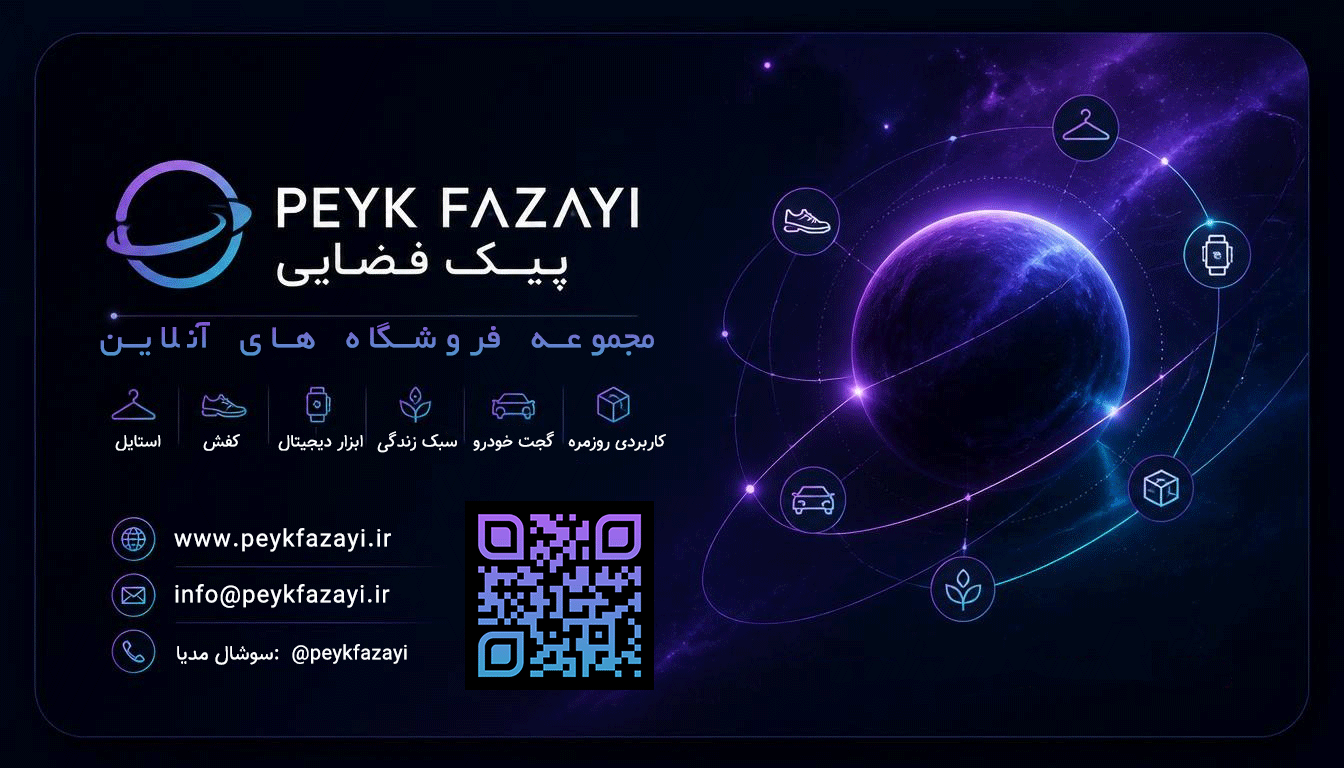 PEYK FAZAYI
پیک فضایی
مجموعه فروشگاه های آنلاین
استایل
کفش
ابزار دیجیتال
سبک زندگی
گجت خودرو
کاربردی روزمره
www.peykfazayi.ir
info@peykfazayi.ir
سوشال مدیا: @peykfazayi